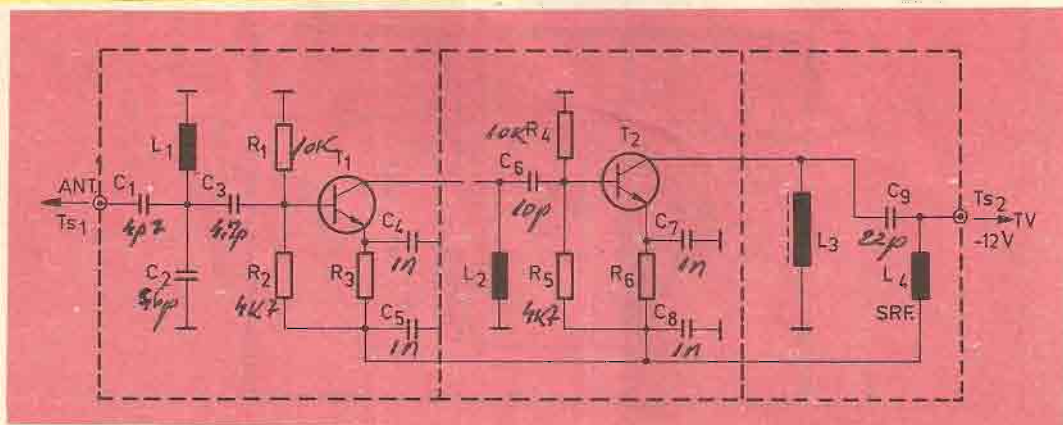 ANT.
Ts1
C1
4p7
L1
C3
4,7p
C2
R1
10K
T1
R2
4K7
R3
C4
1n
C5
1n
L2
C6
10p
10K R4
T2
R5
4K7
R6
C7
1n
C8
1n
L3
C9
22p
L4
SRF.
Ts2
TV
-12V